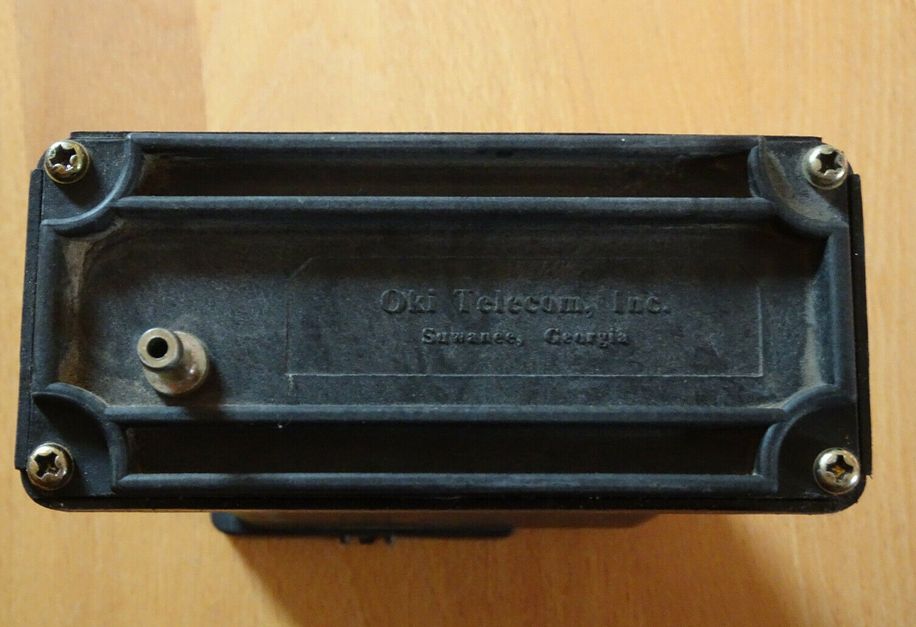 Oki Telecom, Inc.
Suwanee, Georgia